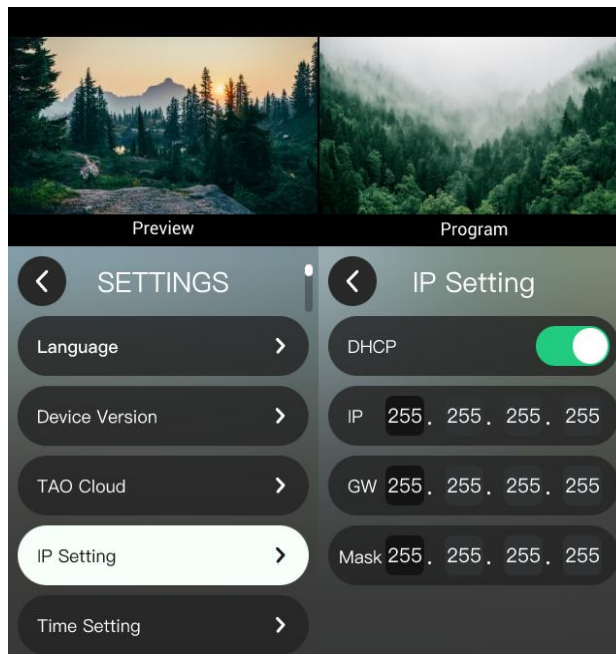 Preview
Program
SETTINGS
Language
Device Version
TAO Cloud
IP Setting
Time Setting
IP Setting
DHCP
IP 255. 255. 255. 255
GW 255. 255. 255. 255
Mask 255. 255. 255. 255